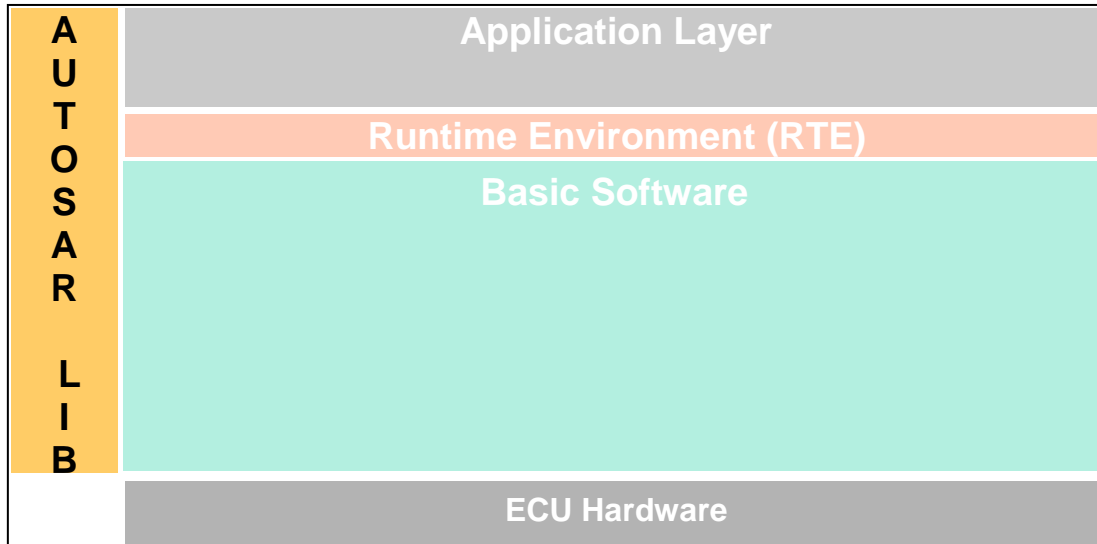 A
U
T
O
S
A
R
L
I
B
Application Layer
Runtime Environment (RTE)
Basic Software
ECU Hardware